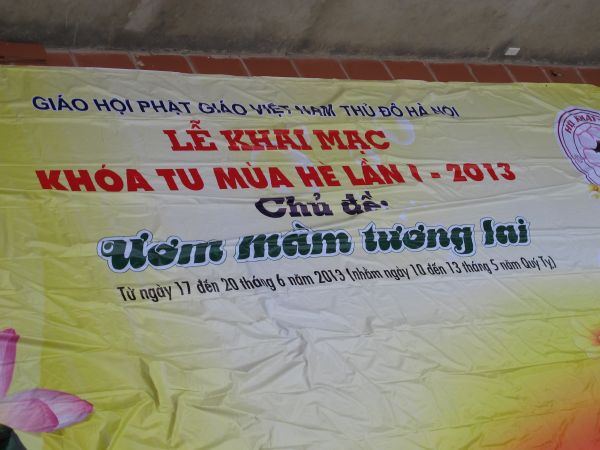 GIÁO HỘI PHẬT GIÁO VIỆT NAM THỦ ĐÔ HÀ NỘI
LỄ KHAI MẠC
KHÓA TU MÙA HÈ LẦN I - 2013
Chủ đề:
Ươm mầm tương lai
Từ ngày 17 đến 20 tháng 6 năm 2013 (nhằm ngày 10 đến 13 tháng 5 năm Quý Tỵ)